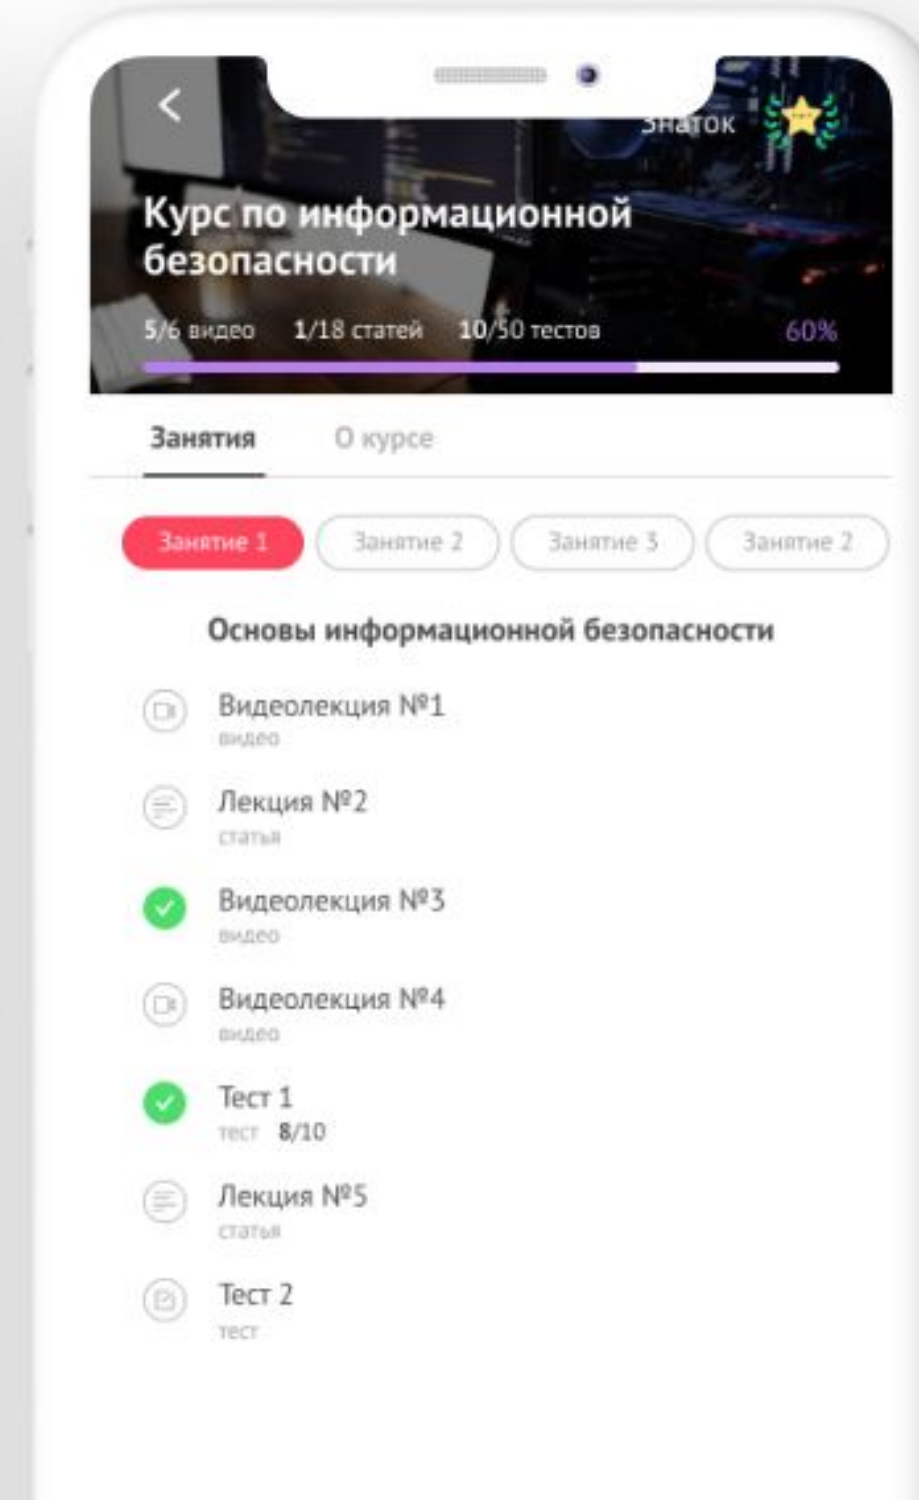 Знаток
Курс по информационной
безопасности
5/6 видео 1/18 статей 10/50 тестов 60%
Занятия О курсе
Занятие 1 Занятие 2 Занятие 3 Занятие 2
Основы информационной безопасности
Видеолекция №1
видео
Лекция №2
статья
Видеолекция №3
видео
Видеолекция №4
видео
Тест 1
тест 8/10
Лекция №5
статья
Тест 2
тест